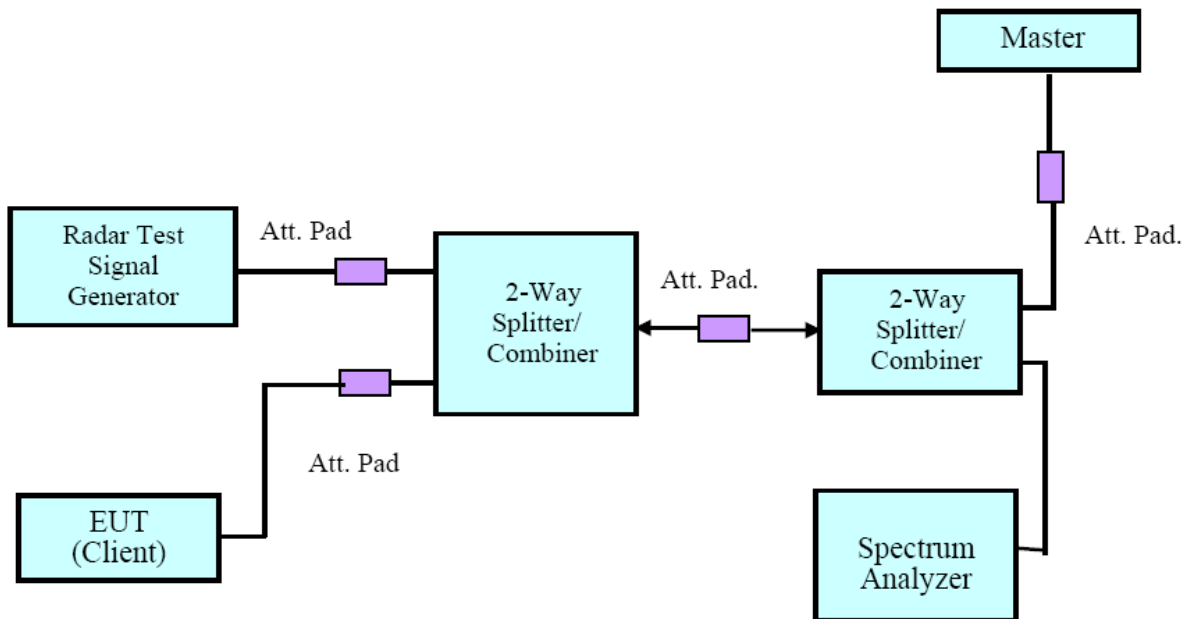 Master
Radar Test
Signal
Generator
Att. Pad
2-Way
Splitter/
Combiner
Att. Pad.
2-Way
Splitter/
Combiner
Att. Pad.
Att. Pad
EUT
(Client)
Spectrum
Analyzer